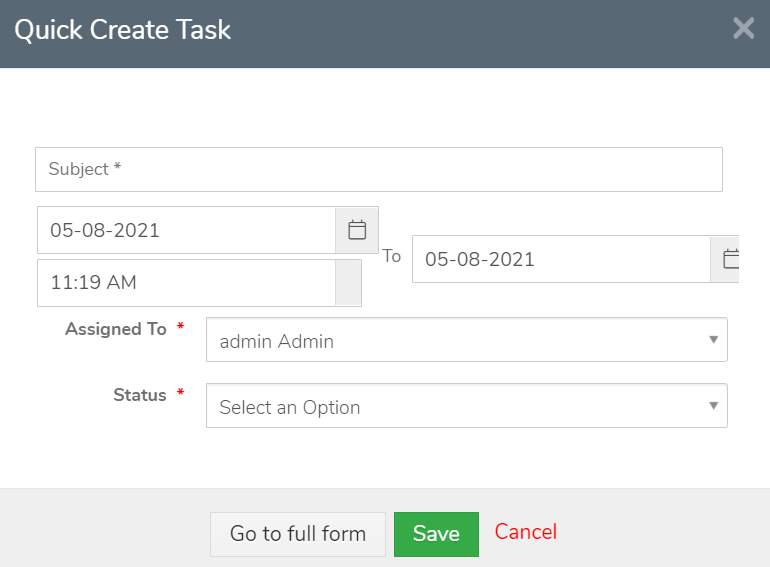 Quick Create Task
Subject *
05-08-2021
11:19 AM
To
05-08-2021
Assigned To *
admin Admin
Status *
Select an Option
Go to full form
Save
Cancel